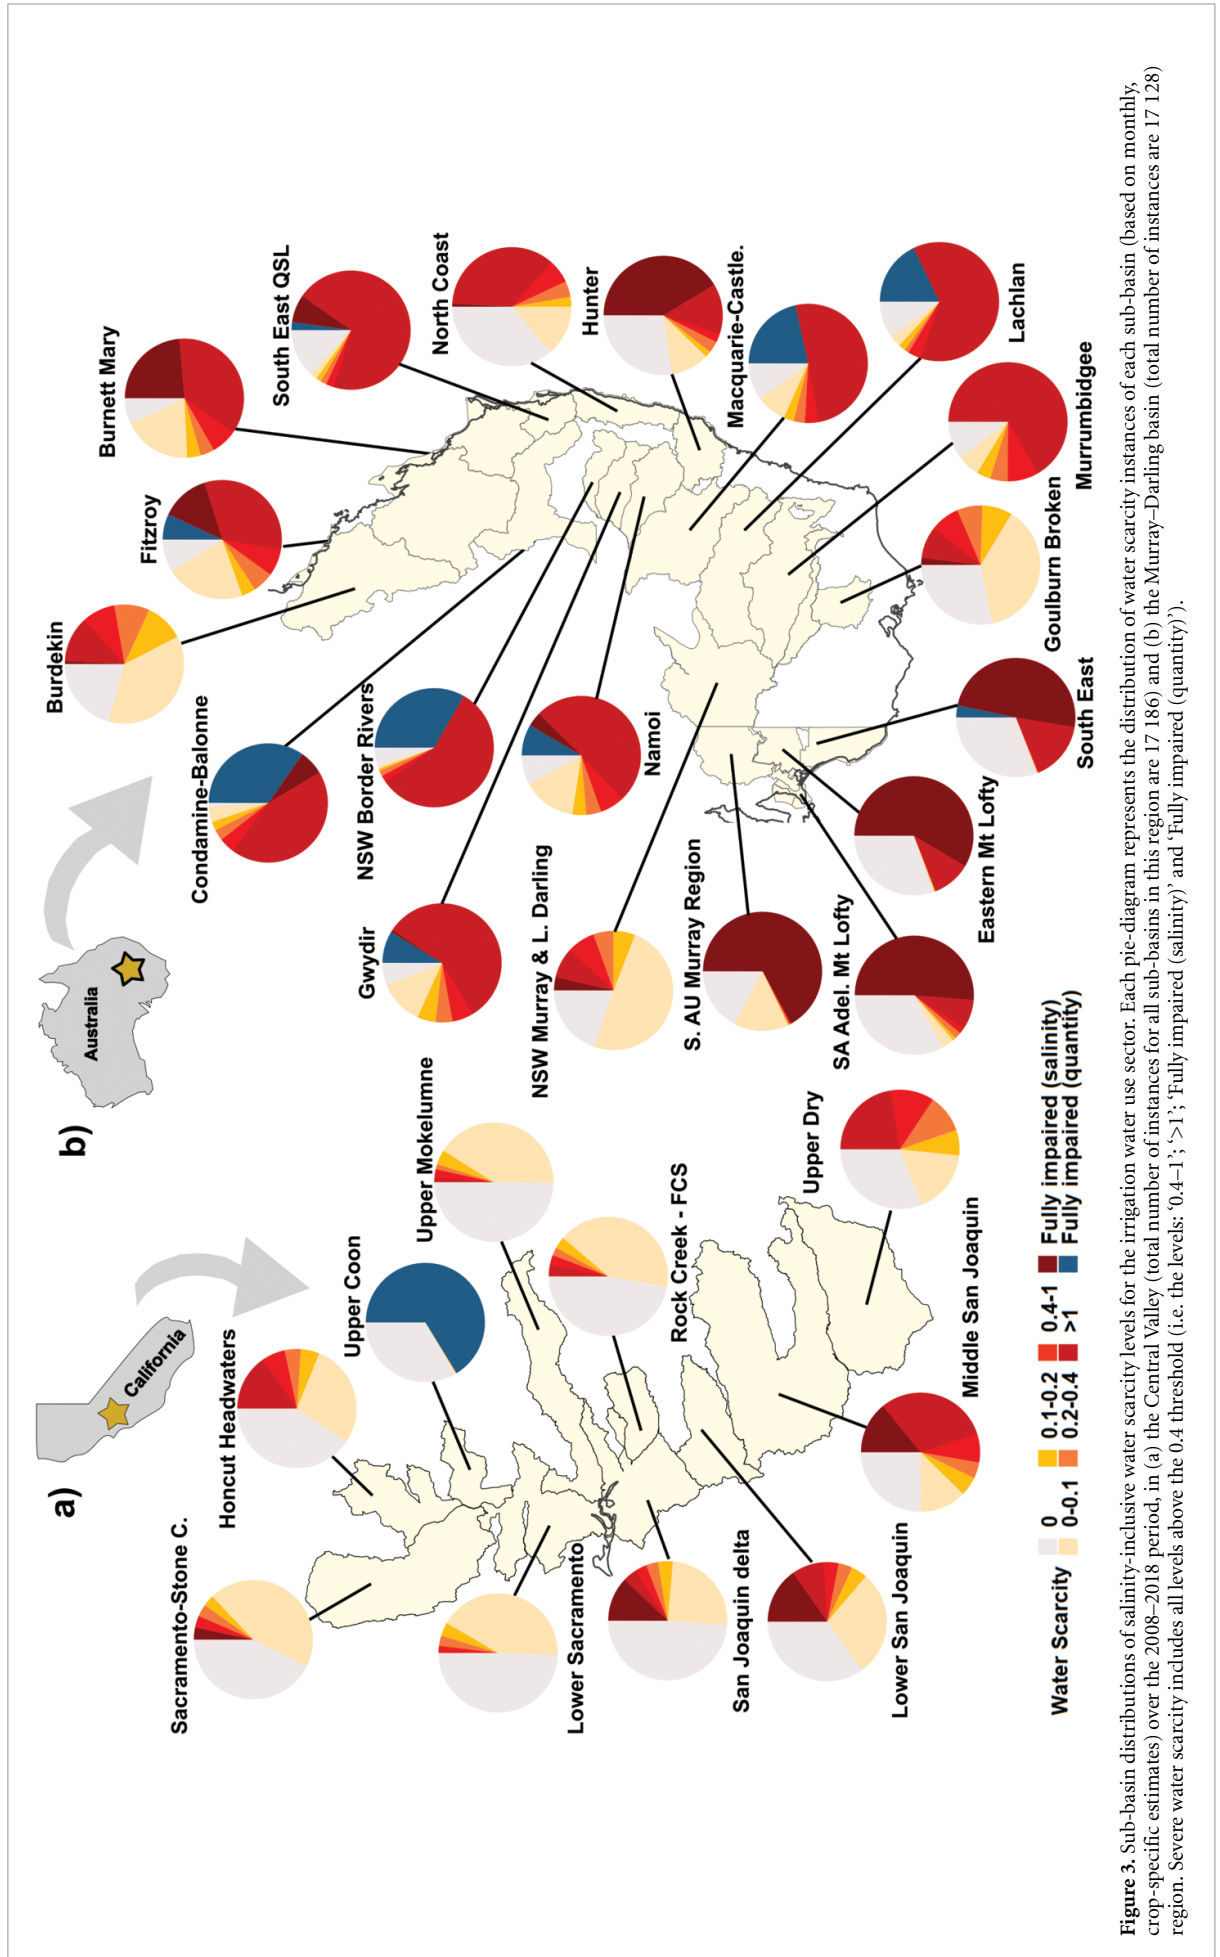 a)
California
Sacramento-Stone C.
Honcut Headwaters
Upper Coon
Upper Mokelumne
Lower Sacramento
Rock Creek - FCS
San Joaquin delta
Lower San Joaquin
Middle San Joaquin
Upper Dry
b)
Australia
Burdekin
Fitzroy
Burnett Mary
South East QSL
Condamine-Balonne
North Coast
NSW Border Rivers
Hunter
Gwydir
Namoi
Macquarie-Castle.
NSW Murray & L. Darling
Lachlan
S. AU Murray Region
Murrumbidgee
SA Adel. Mt Lofty
Goulburn Broken
Eastern Mt Lofty
South East
Water Scarcity
0
0.1-0.2
0.4-1
Fully impaired (salinity)
0-0.1
0.2-0.4
>1
Fully impaired (quantity)
Figure 3. Sub-basin distributions of salinity-inclusive water scarcity levels for the irrigation water use sector. Each pie-diagram represents the distribution of water scarcity instances of each sub-basin (based on monthly,
crop-specific estimates) over the 2008–2018 period, in (a) the Central Valley (total number of instances for all sub-basins in this region are 17 186) and (b) the Murray–Darling basin (total number of instances are 17 128)
region. Severe water scarcity includes all levels above the 0.4 threshold (i.e. the levels: ‘0.4–1’; ‘>1’; ‘Fully impaired (salinity)’ and ‘Fully impaired (quantity)’).